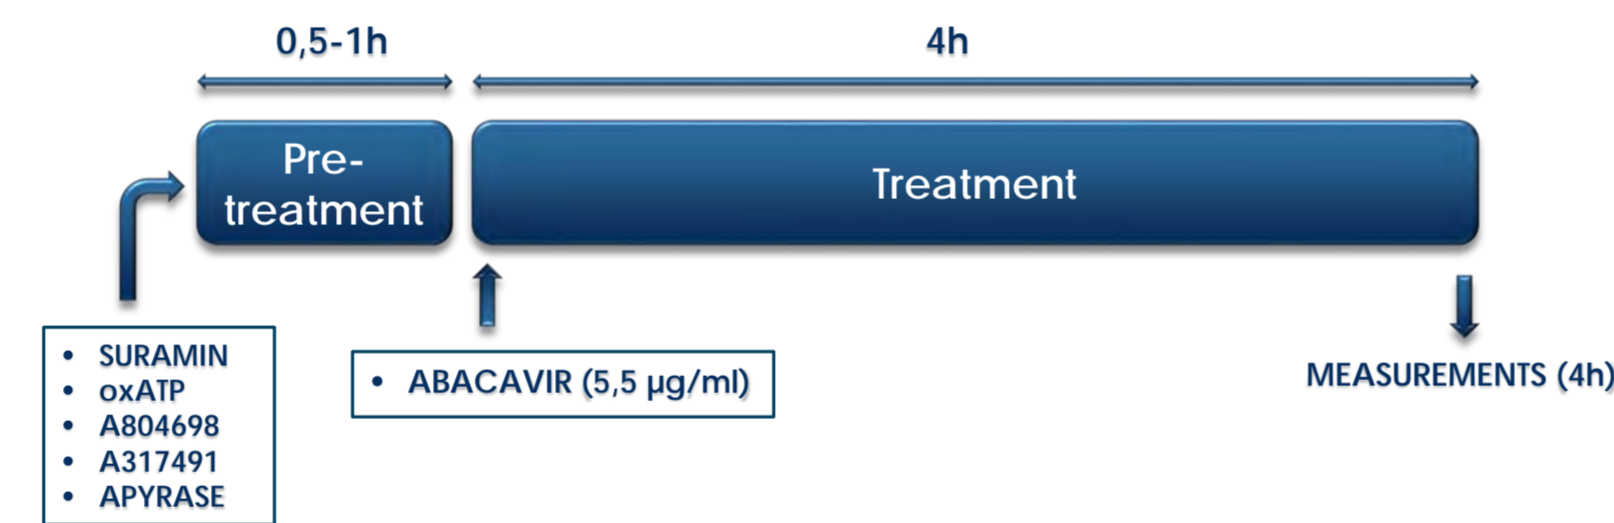 0,5-1h
4h
Pre-
treatment
Treatment
• SURAMIN
• oxATP
• A804698
• A317491
• APYRASE
• ABACAVIR (5,5 µg/ml)
MEASUREMENTS (4h)